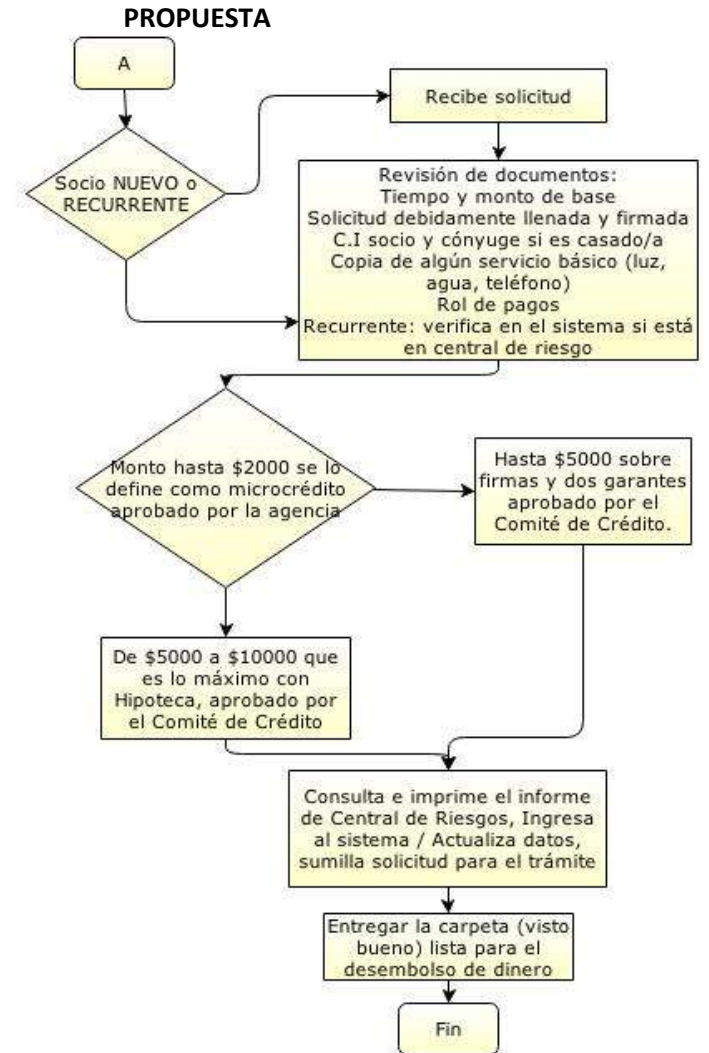 PROPUESTA
A
Socio NUEVO o
RECURRENTE
Recibe solicitud
Revisión de documentos:
Tiempo y monto de base
Solicitud debidamente llenada y firmada
C.I socio y cónyuge si es casado/a
Copia de algún servicio básico (luz,
agua, teléfono)
Rol de pagos
Recurrente: verifica en el sistema si está
en central de riesgo
Monto hasta $2000 se lo
define como microcrédito
aprobado por la agencia
Hasta $5000 sobre
firmas y dos garantes
aprobado por el
Comité de Crédito.
De $5000 a $10000 que
es lo máximo con
Hipoteca, aprobado por
el Comité de Crédito
Consulta e imprime el informe
de Central de Riesgos, Ingresa
al sistema / Actualiza datos,
sumilla solicitud para el trámite
Entregar la carpeta (visto
bueno) lista para el
desembolso de dinero
Fin